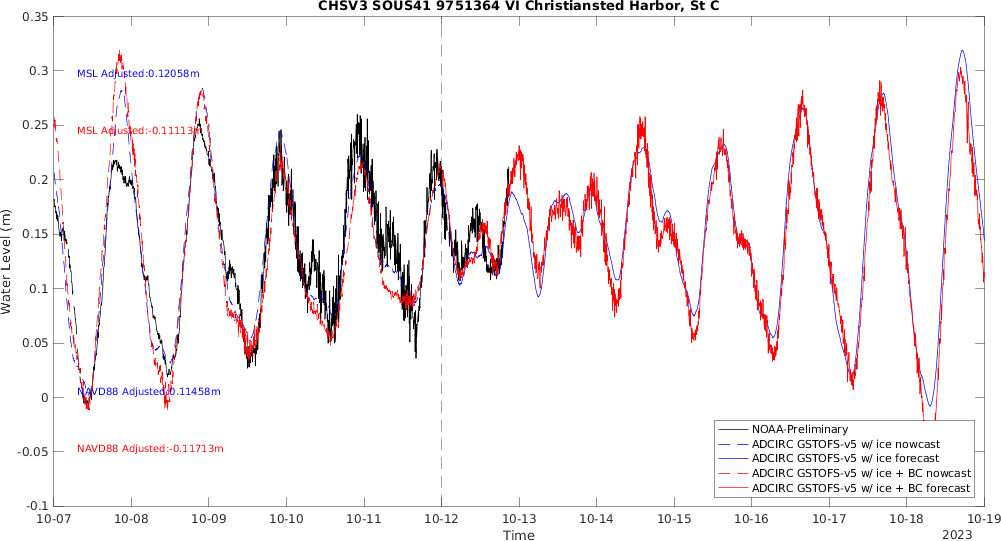 CHSV3 SOUS41 9751364 VI Christiansted Harbor, St C
0.35
0.3
0.25
0.2
0.15
0.1
0.05
0
-0.05
-0.1
Water Level (m)
MSL Adjusted:0.12058m
MSL Adjusted:-0.11113m
NAVD88 Adjusted:0.11458m
NAVD88 Adjusted:-0.11713m
NOAA-Preliminary
ADCIRC GSTOFS-v5 w/ ice nowcast
ADCIRC GSTOFS-v5 w/ ice forecast
ADCIRC GSTOFS-v5 w/ ice + BC nowcast
ADCIRC GSTOFS-v5 w/ ice + BC forecast
10-07 10-08 10-09 10-10 10-11 10-12 10-13 10-14 10-15 10-16 10-17 10-18 10-19
Time
2023